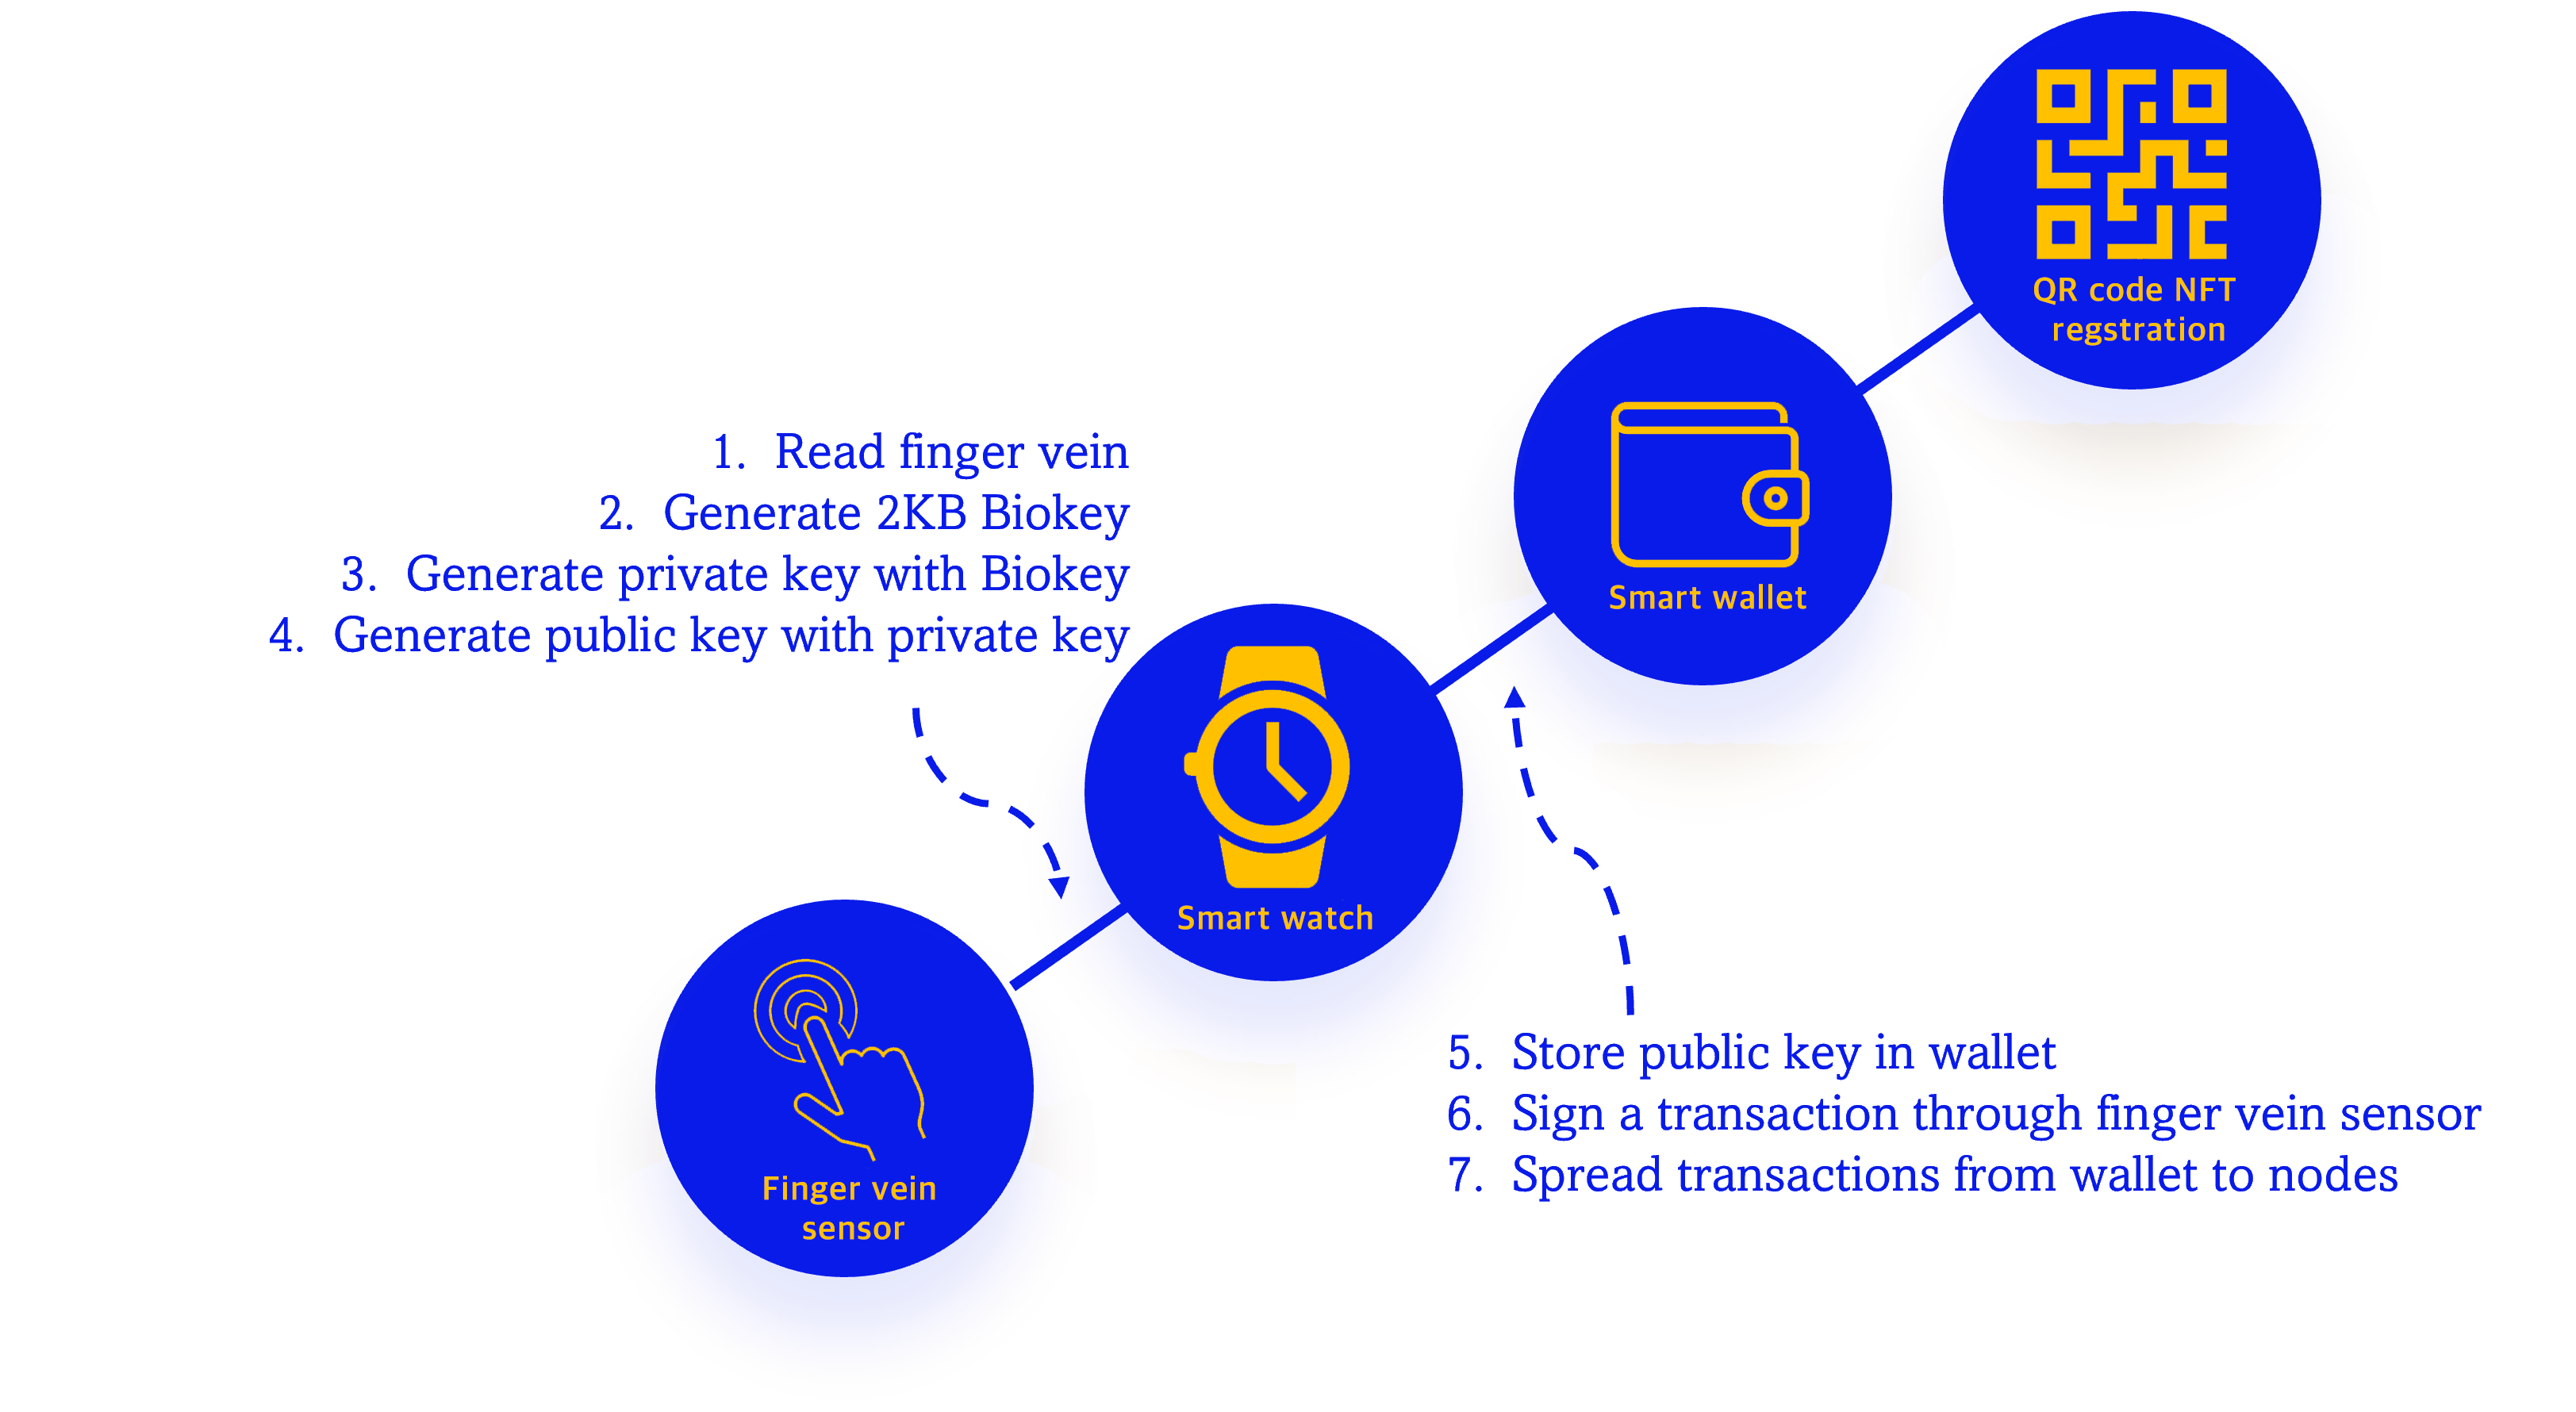 QR code NFT
regstration
Smart wallet
1. Read finger vein
2. Generate 2KB Biokey
3. Generate private key with Biokey
4. Generate public key with private key
Smart watch
Finger vein
sensor
5. Store public key in wallet
6. Sign a transaction through finger vein sensor
7. Spread transactions from wallet to nodes